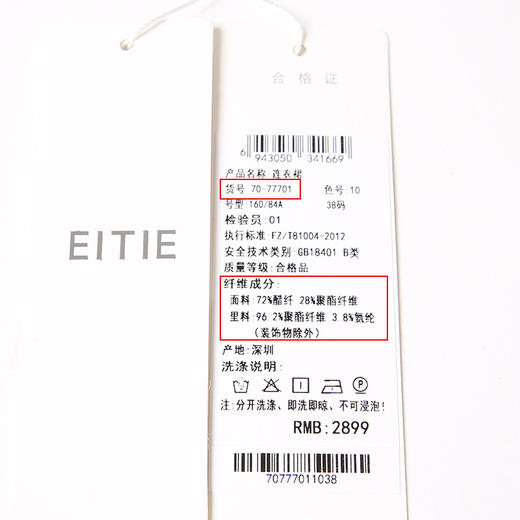 EITIE
合格证
6 943050 341669
产品名称:连衣裙
货号 70-77701 色号:10
号型:160/84A 38码
检验员:01
执行标准:FZ/T81004-2012
安全技术类别:GB18401 B类
质量等级:合格品
纤维成分:
面料:72%醋纤 28%聚酯纤维
里料:96.2%聚酯纤维 3.8%氨纶
(装饰物除外)
产地:深圳
洗涤说明:
注:分开洗涤、即洗即晾、不可浸泡!
RMB:2899
70777011038